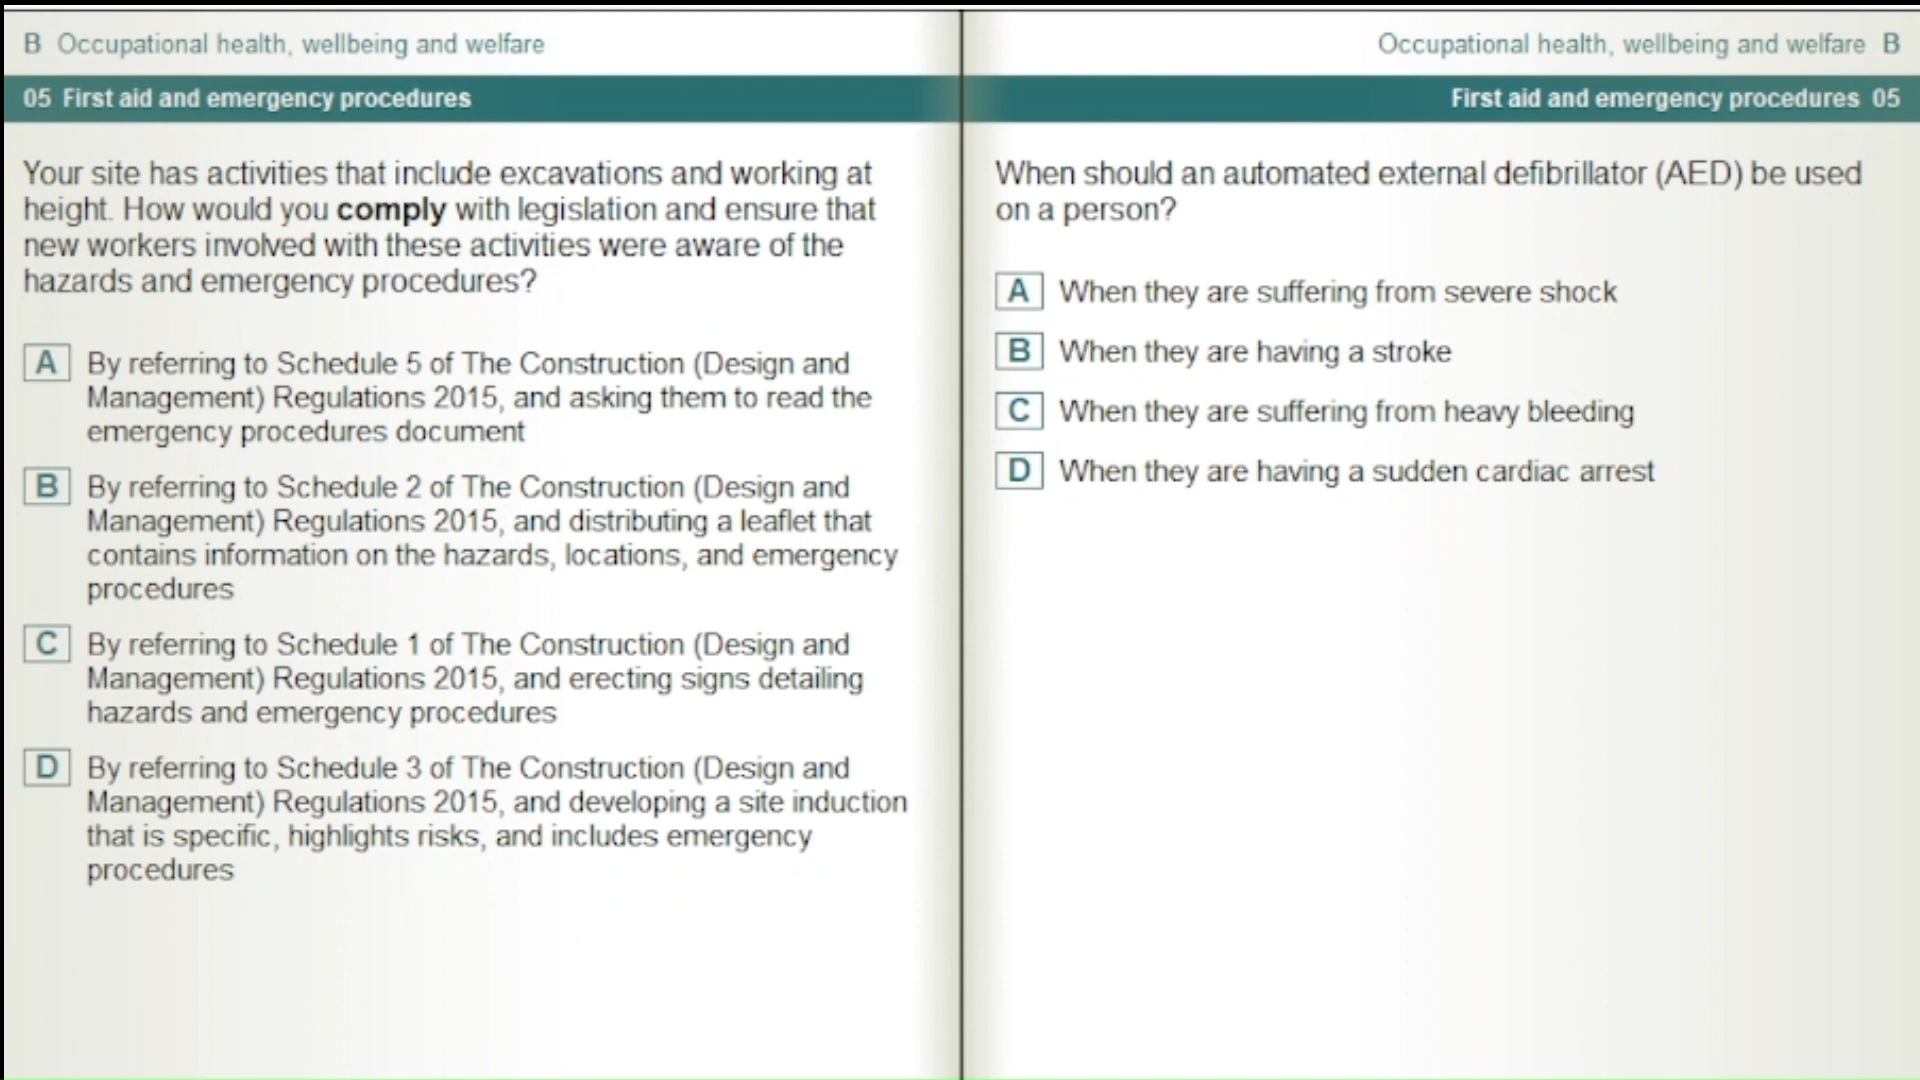 B Occupational health, wellbeing and welfare
05 First aid and emergency procedures
Your site has activities that include excavations and working at
height. How would you comply with legislation and ensure that
new workers involved with these activities were aware of the
hazards and emergency procedures?
A By referring to Schedule 5 of The Construction (Design and
Management) Regulations 2015, and asking them to read the
emergency procedures document
B By referring to Schedule 2 of The Construction (Design and
Management) Regulations 2015, and distributing a leaflet that
contains information on the hazards, locations, and emergency
procedures
C By referring to Schedule 1 of The Construction (Design and
Management) Regulations 2015, and erecting signs detailing
hazards and emergency procedures
D By referring to Schedule 3 of The Construction (Design and
Management) Regulations 2015, and developing a site induction
that is specific, highlights risks, and includes emergency
procedures
Occupational health, wellbeing and welfare B
First aid and emergency procedures 05
When should an automated external defibrillator (AED) be used
on a person?
A When they are suffering from severe shock
B When they are having a stroke
C When they are suffering from heavy bleeding
D When they are having a sudden cardiac arrest